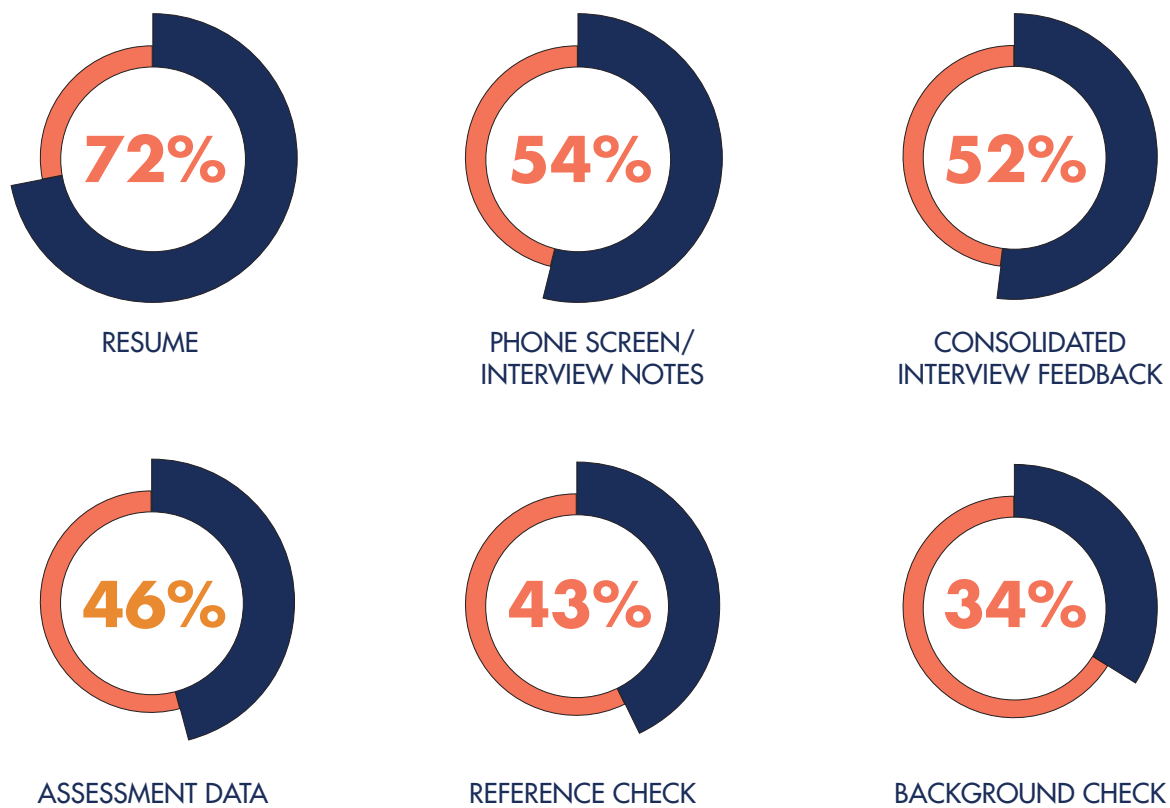 72%
54%
52%
RESUME
PHONE SCREEN/
INTERVIEW NOTES
CONSOLIDATED
INTERVIEW FEEDBACK
46%
43%
34%
ASSESSMENT DATA
REFERENCE CHECK
BACKGROUND CHECK